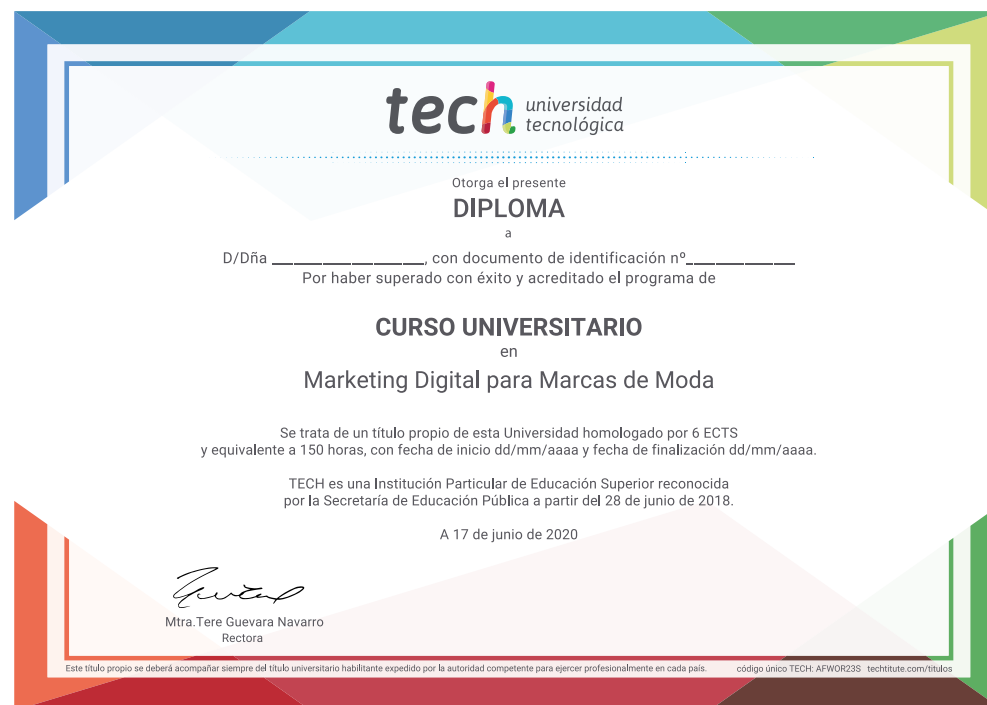 tech universidad
tecnológica
Otorga el presente
DIPLOMA
a
D/Dña ____________________, con documento de identificación nº______________
Por haber superado con éxito y acreditado el programa de
CURSO UNIVERSITARIO
en
Marketing Digital para Marcas de Moda
Se trata de un título propio de esta Universidad homologado por 6 ECTS
y equivalente a 150 horas, con fecha de inicio dd/mm/aaaa y fecha de finalización dd/mm/aaaa.
TECH es una Institución Particular de Educación Superior reconocida
por la Secretaría de Educación Pública a partir del 28 de junio de 2018.
A 17 de junio de 2020
Mtra.Tere Guevara Navarro
Rectora
Este título propio se deberá acompañar siempre del título universitario habilitante expedido por la autoridad competente para ejercer profesionalmente en cada país. código único TECH: AFWOR23S techtitute.com/titulos